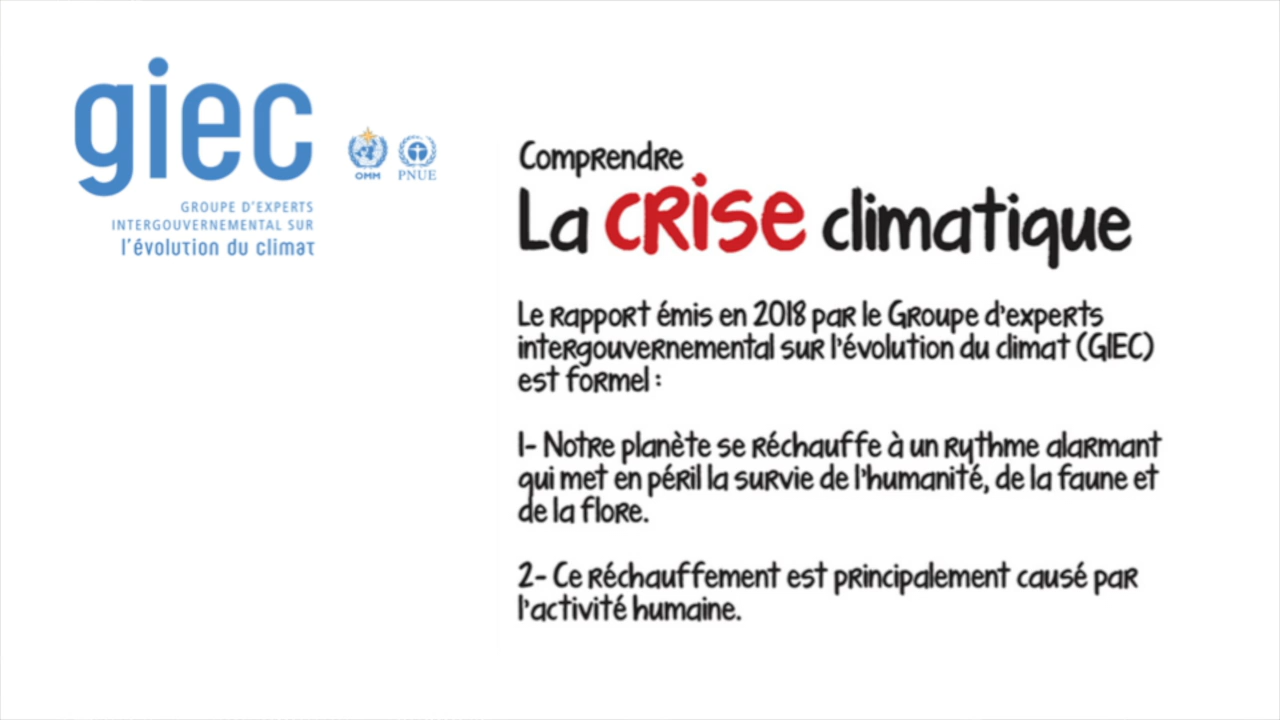 giec
GROUPE D'EXPERTS
INTERGOUVERNEMENTAL SUR
l'évolution du climat
OMM
PNUE
Comprendre
La crise climatique
Le rapport émis en 2018 par le Groupe d'experts
intergouvernemental sur l'évolution du climat (GIEC)
est formel :
1- Notre planète se réchauffe à un rythme alarmant
qui met en péril la survie de l'humanité, de la faune et
de la flore.
2- Ce réchauffement est principalement causé par
l'activité humaine.